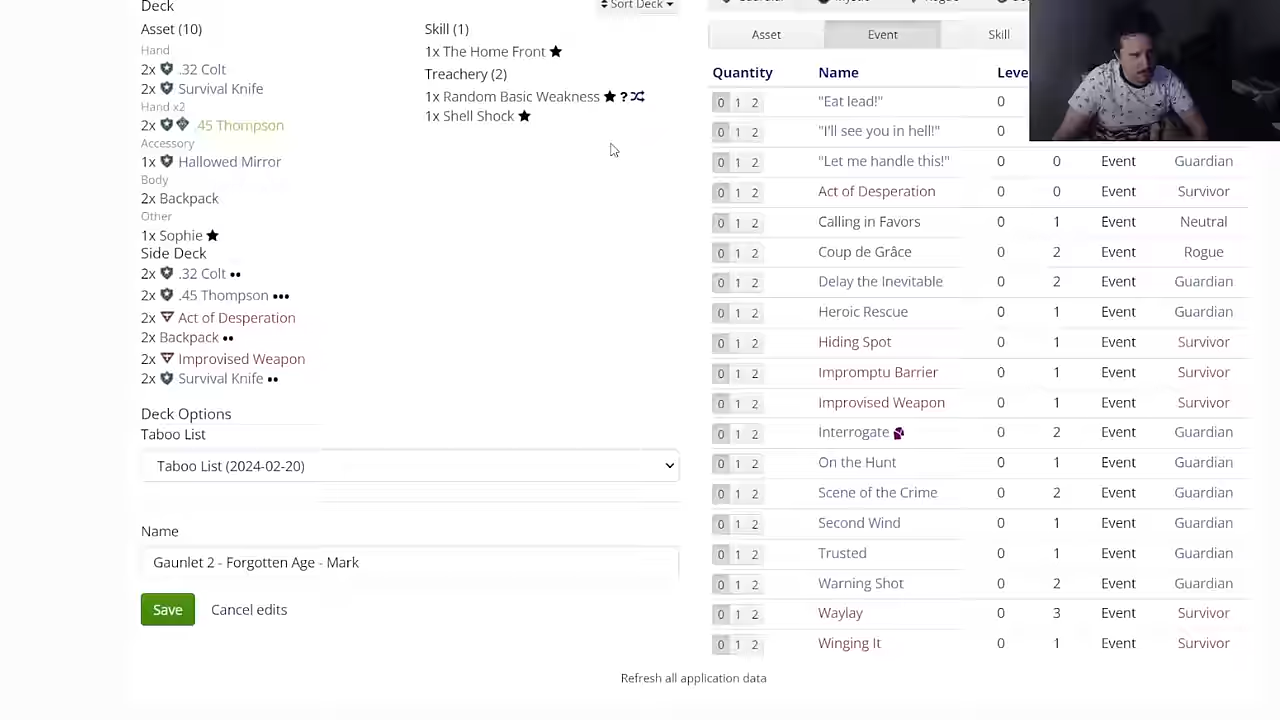 Deck
Sort Deck
Asset (10)
Hand
2x .32 Colt
2x Survival Knife
Hand x2
2x .45 Thompson
Accessory
1x Hallowed Mirror
Body
2x Backpack
Other
1x Sophie
Side Deck
2x .32 Colt
2x .45 Thompson
2x Act of Desperation
2x Backpack
2x Improvised Weapon
2x Survival Knife
Skill (1)
1x The Home Front
Treachery (2)
1x Random Basic Weakness ?
1x Shell Shock
Deck Options
Taboo List
Taboo List (2024-02-20)
Name
Gaunlet 2 - Forgotten Age - Mark
Save Cancel edits
Asset Event Skill
Quantity Name Leve
0 1 2 "Eat lead!" 0
0 1 2 "I'll see you in hell!" 0
0 1 2 "Let me handle this!" 0 0 Event Guardian
0 1 2 Act of Desperation 0 0 Event Survivor
0 1 2 Calling in Favors 0 1 Event Neutral
0 1 2 Coup de Grâce 0 2 Event Rogue
0 1 2 Delay the Inevitable 0 2 Event Guardian
0 1 2 Heroic Rescue 0 1 Event Guardian
0 1 2 Hiding Spot 0 1 Event Survivor
0 1 2 Impromptu Barrier 0 1 Event Survivor
0 1 2 Improvised Weapon 0 1 Event Survivor
0 1 2 Interrogate 0 2 Event Guardian
0 1 2 On the Hunt 0 1 Event Guardian
0 1 2 Scene of the Crime 0 2 Event Guardian
0 1 2 Second Wind 0 1 Event Guardian
0 1 2 Trusted 0 1 Event Guardian
0 1 2 Warning Shot 0 2 Event Guardian
0 1 2 Waylay 0 3 Event Survivor
0 1 2 Winging It 0 1 Event Survivor
Refresh all application data